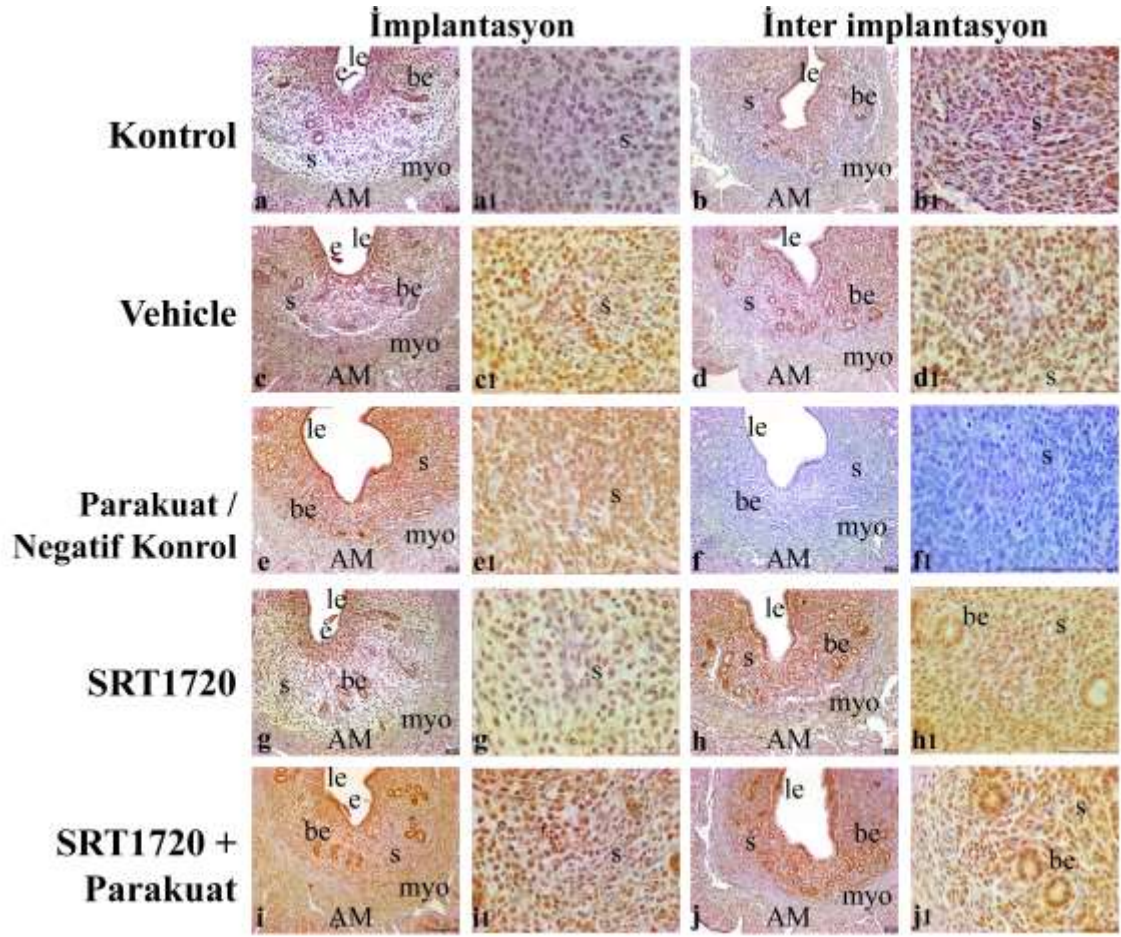 İmplantasyon
İnter implantasyon
Kontrol
le
e
be
s
myo
AM
a
s
a1
le
s
be
myo
AM
b
s
b1
Vehicle
e
le
s
be
myo
AM
c
s
c1
le
s
be
myo
AM
d
s
d1
Parakuat /
Negatif Konrol
le
s
be
myo
AM
e
s
e1
le
s
be
myo
AM
f
s
f1
SRT1720
le
e
s
be
myo
AM
g
s
g
le
s
be
myo
AM
h
be
s
h1
SRT1720 +
Parakuat
le
e
be
s
myo
AM
i
s
i1
le
s
be
myo
AM
j
s
be
j1